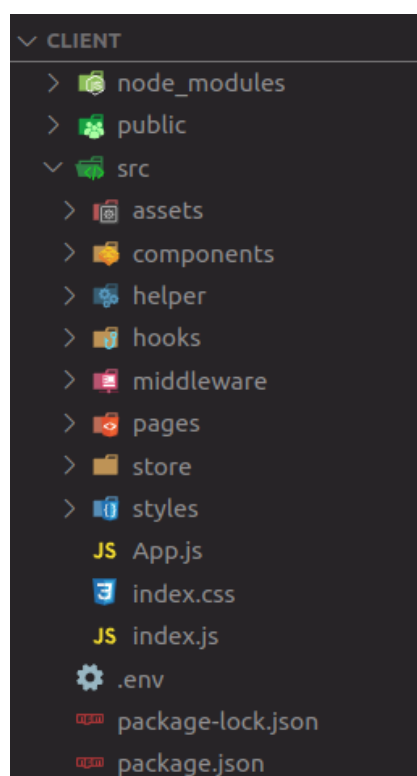 CLIENT
node_modules
public
src
assets
components
helper
hooks
middleware
pages
store
styles
JS App.js
index.css
JS index.js
.env
package-lock.json
package.json